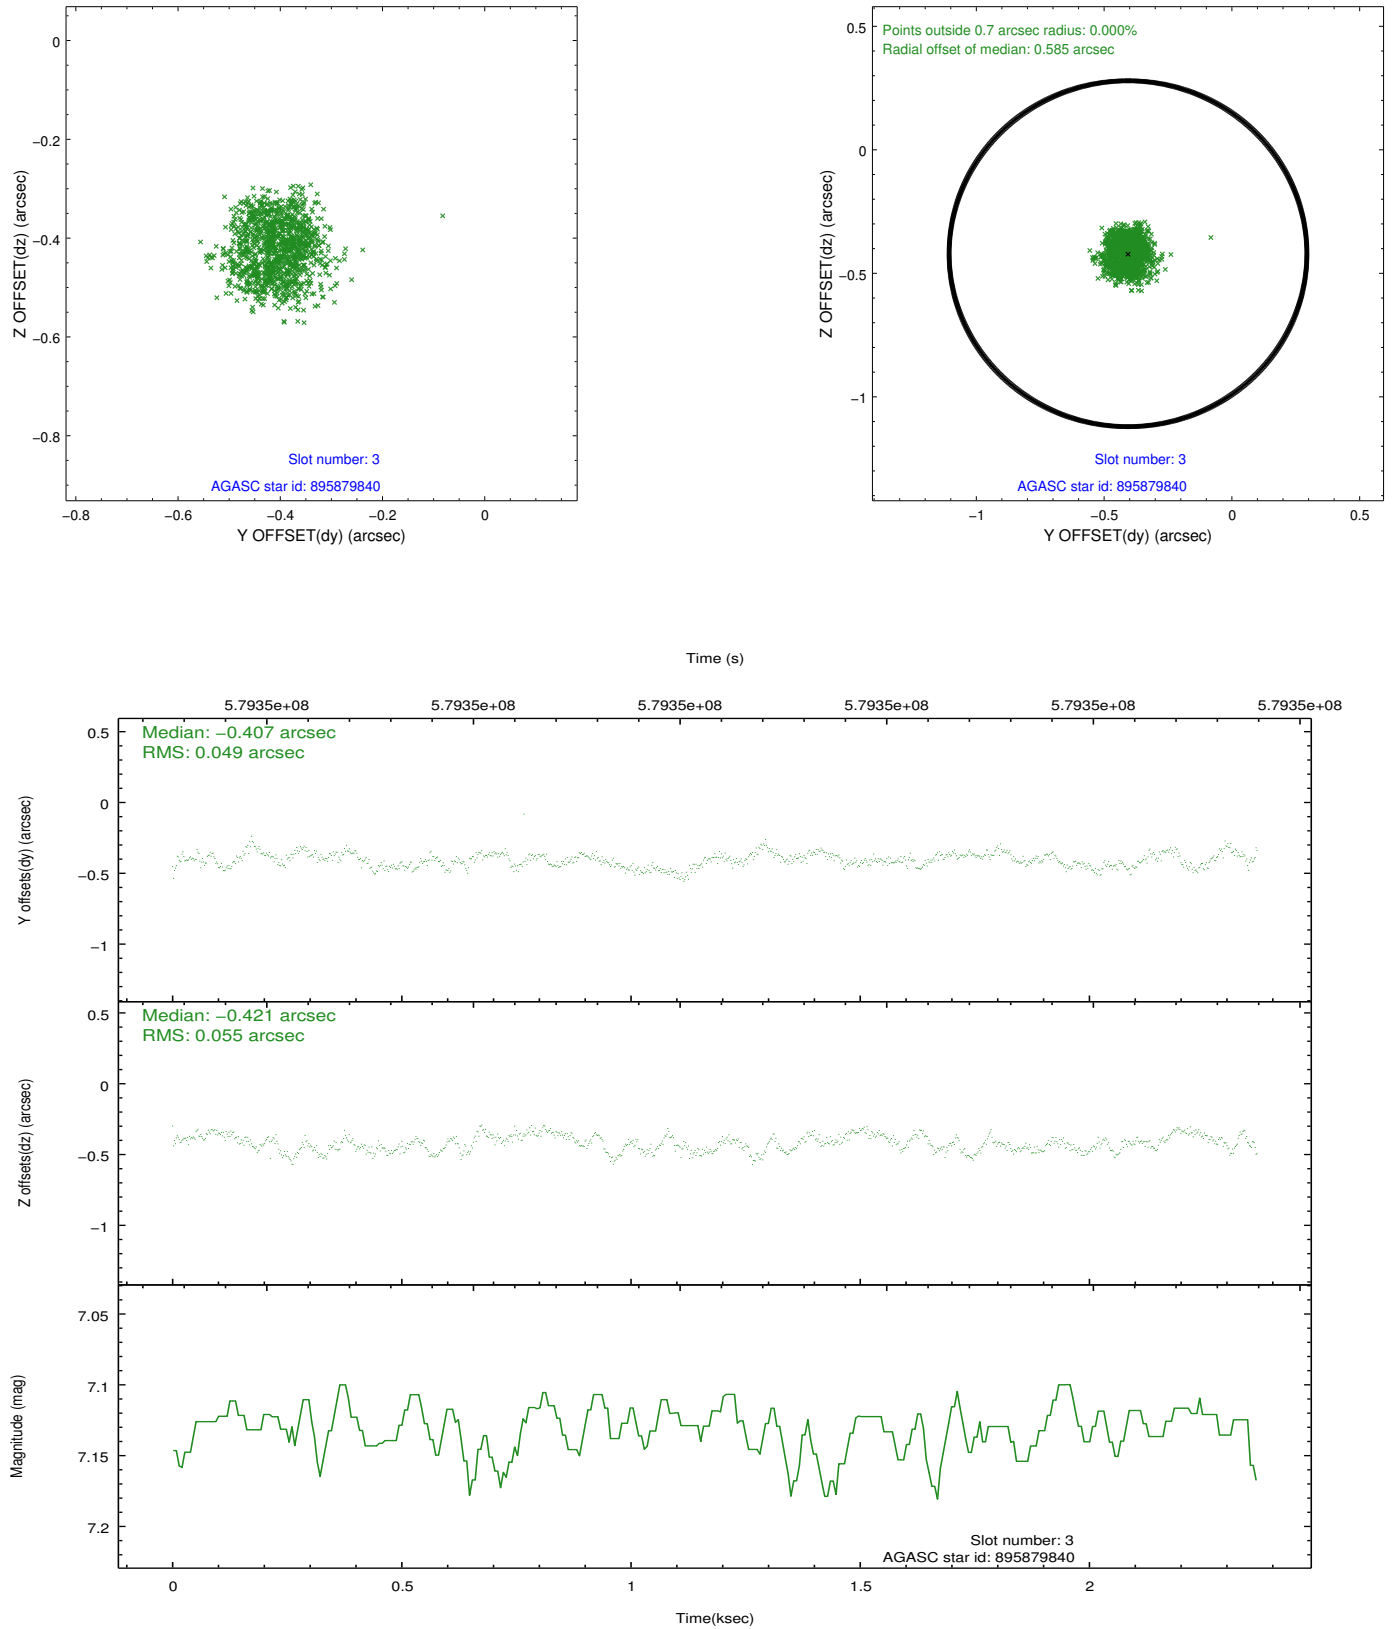 0
−0.2
−0.4
−0.6
−0.8
Z OFFSET(dz) (arcsec)
Slot number: 3
AGASC star id: 895879840
−0.8 −0.6 −0.4 −0.2 0
Y OFFSET(dy) (arcsec)
Points outside 0.7 arcsec radius: 0.000%
Radial offset of median: 0.585 arcsec
0.5
0
−0.5
−1
Z OFFSET(dz) (arcsec)
Slot number: 3
AGASC star id: 895879840
−1 −0.5 0 0.5
Y OFFSET(dy) (arcsec)
Time (s)
5.7935e+08 5.7935e+08 5.7935e+08 5.7935e+08 5.7935e+08 5.7935e+08
Median: −0.407 arcsec
RMS: 0.049 arcsec
0.5
0
−0.5
−1
Y offsets(dy) (arcsec)
Median: −0.421 arcsec
RMS: 0.055 arcsec
0.5
0
−0.5
−1
Z offsets(dz) (arcsec)
7.05
7.1
7.15
7.2
Magnitude (mag)
Slot number: 3
AGASC star id: 895879840
0 0.5 1 1.5 2
Time(ksec)